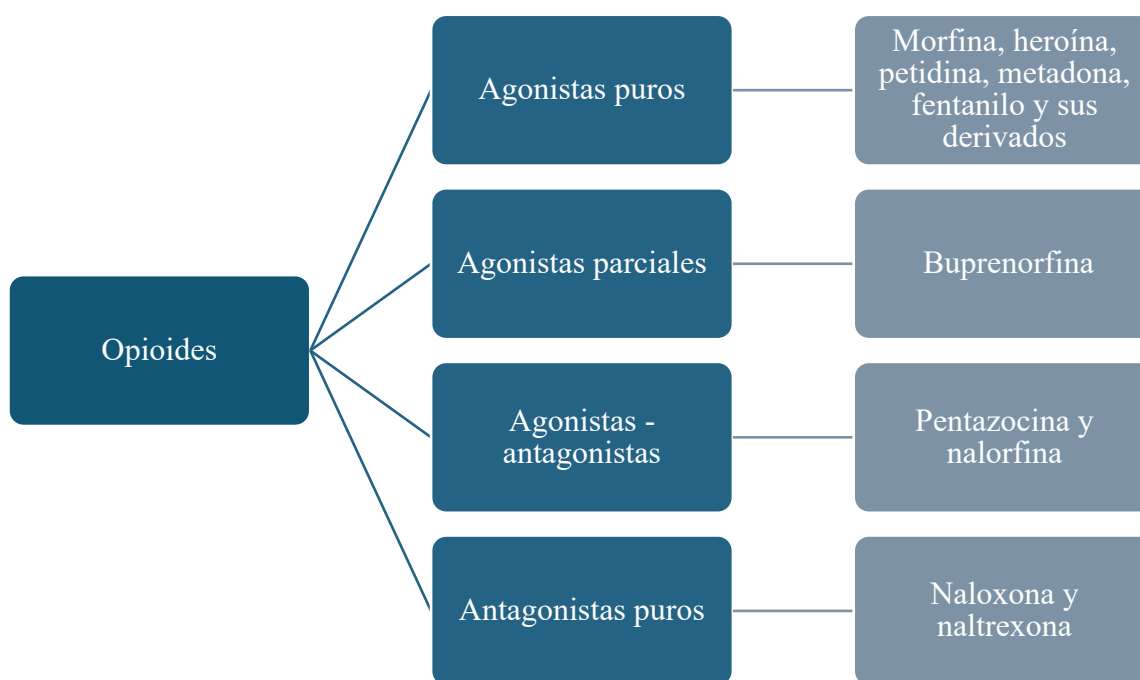 Opioides
Agonistas puros
Morfina, heroína,
petidina, metadona,
fentanilo y sus
derivados
Agonistas parciales
Buprenorfina
Agonistas -
antagonistas
Pentazocina y
nalorfina
Antagonistas puros
Naloxona y
naltrexona